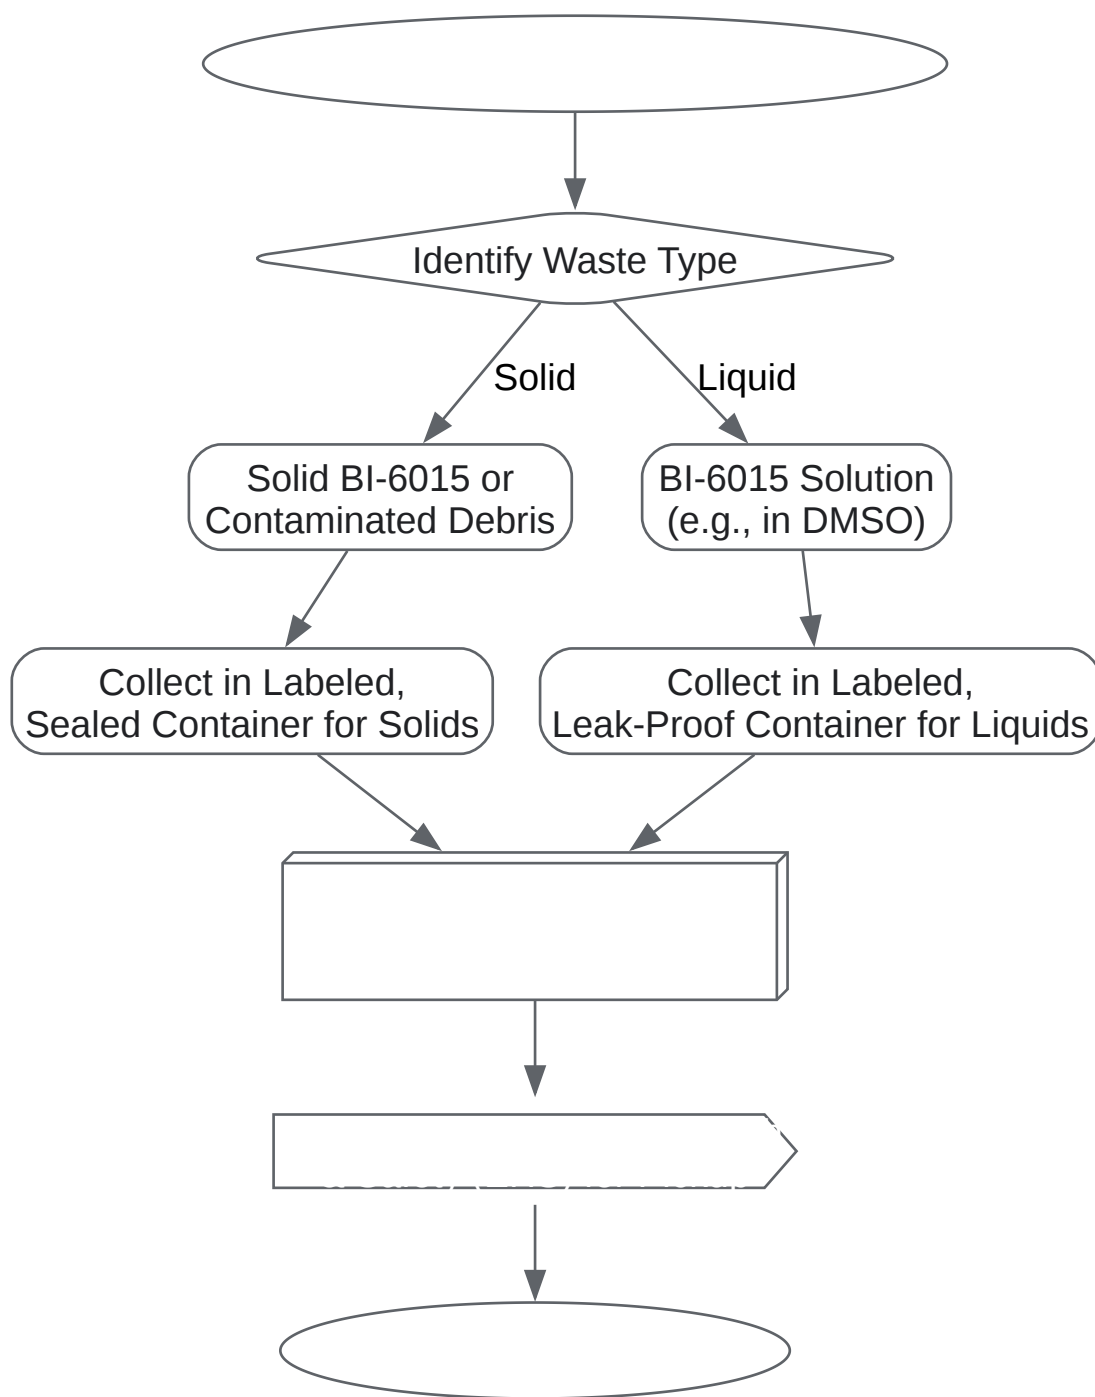 Identify Waste Type
Solid
Liquid
Solid BI-6015 or
Contaminated Debris
BI-6015 Solution
(e.g., in DMSO)
Collect in Labeled,
Sealed Container for Solids
Collect in Labeled,
Leak-Proof Container for Liquids